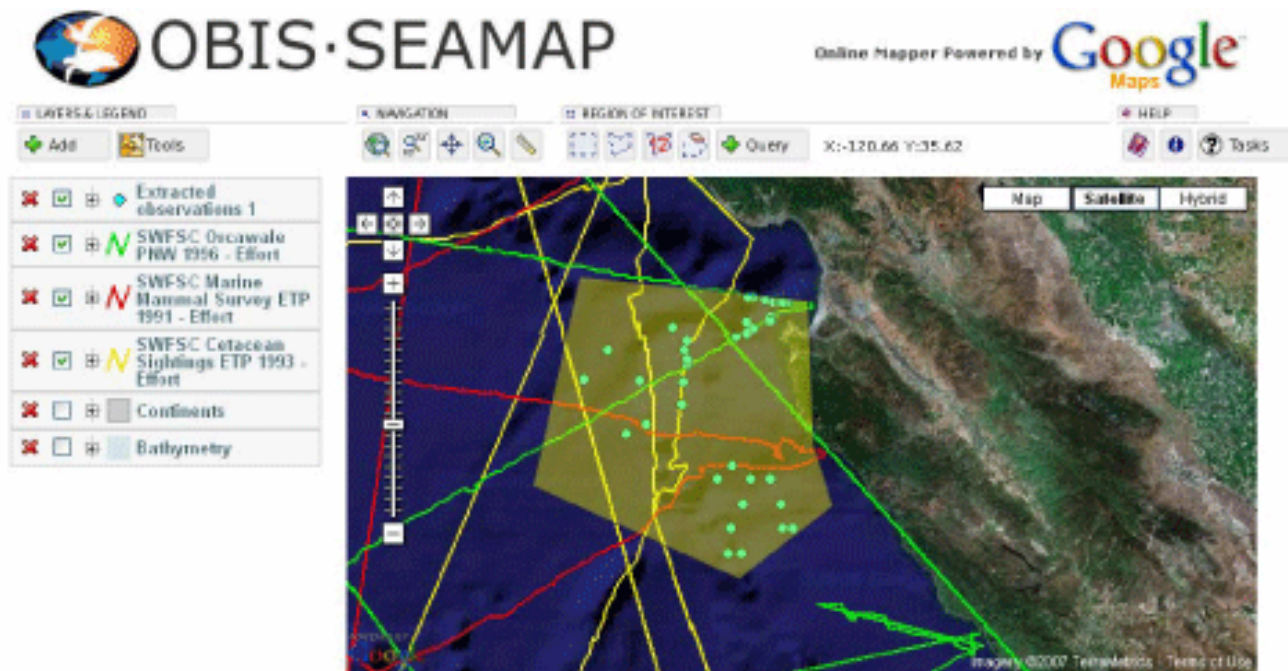 OBIS·SEAMAP
Online Mapper Powered by Google
Maps
LAYERS & LEGEND
NAVIGATION
REGION OF INTEREST
HELP
Add
Tools
12
Query
X:-120.66 Y:35.62
Tasks
Extracted
observations 1
SWFSC Orcawale
PNW 1996 - Effort
SWFSC Marine
Mammal Survey ETP
1991 - Effort
SWFSC Cetacean
Sightings ETP 1993 -
Effort
Continents
Bathymetry
Map
Satellite
Hybrid
Imagery ©2007 TerraMetrics - Terms of Use